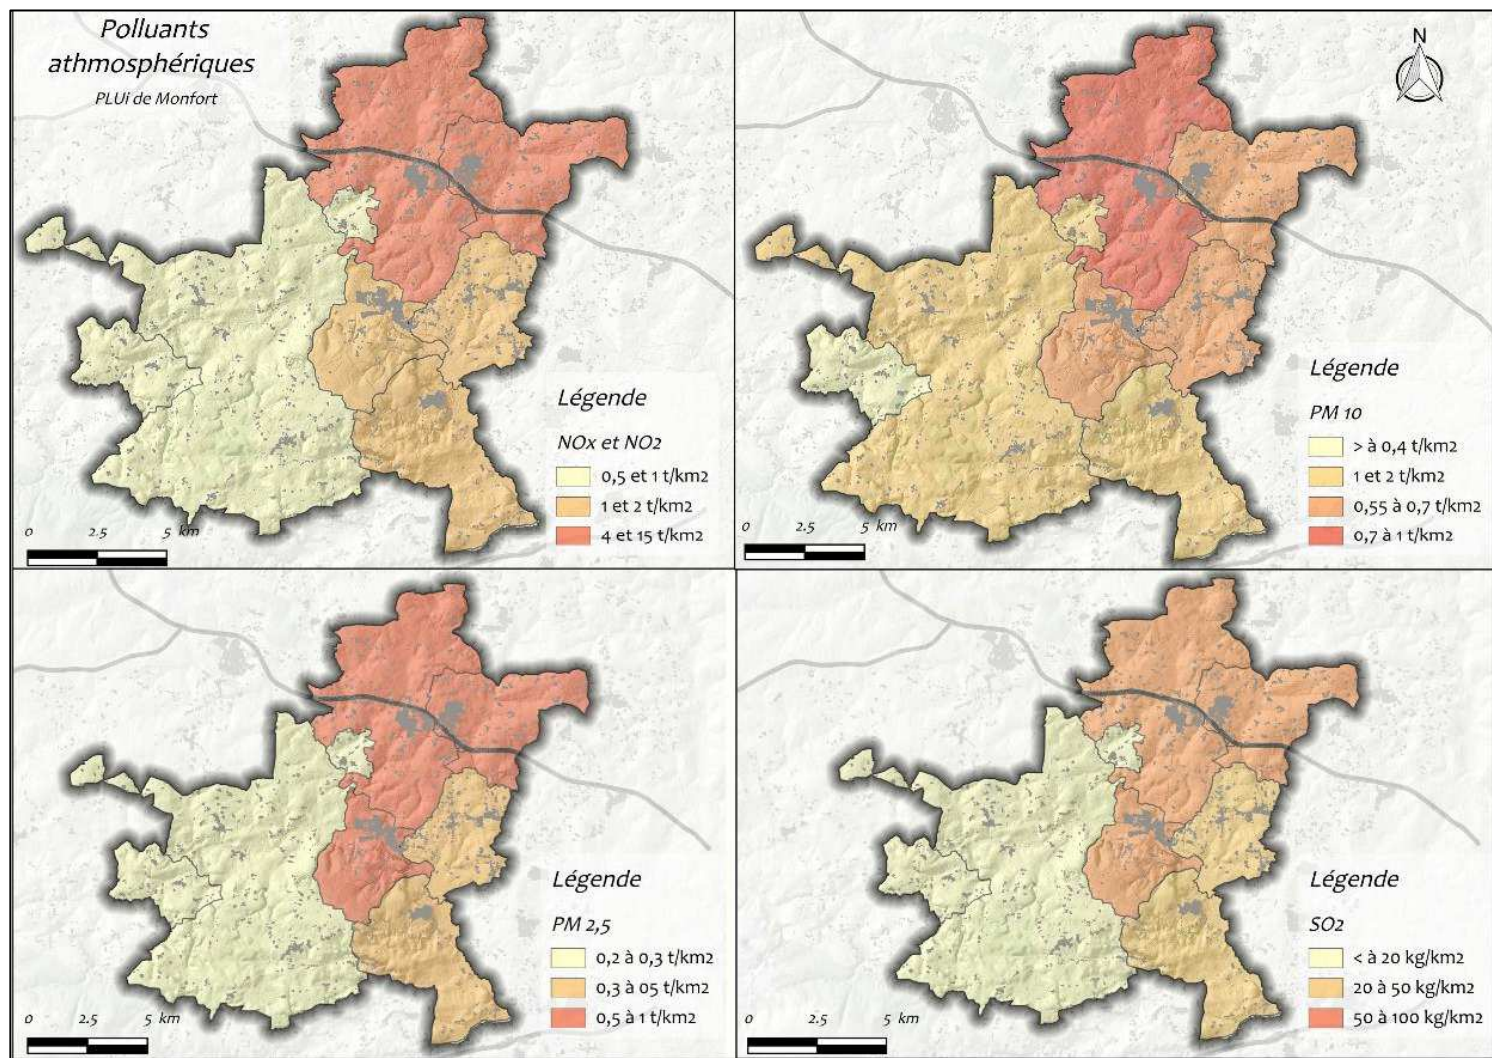 Polluants
athmosphériques
PLUi de Monfort
Légende
NOx et NO2
0,5 et 1 t/km2
1 et 2 t/km2
4 et 15 t/km2
0 2.5 5 km
N
Légende
PM 10
> à 0,4 t/km2
1 et 2 t/km2
0,55 à 0,7 t/km2
0,7 à 1 t/km2
0 2.5 5 km
Légende
PM 2,5
0,2 à 0,3 t/km2
0,3 à 05 t/km2
0,5 à 1 t/km2
0 2.5 5 km
Légende
SO2
< à 20 kg/km2
20 à 50 kg/km2
50 à 100 kg/km2
0 2.5 5 km